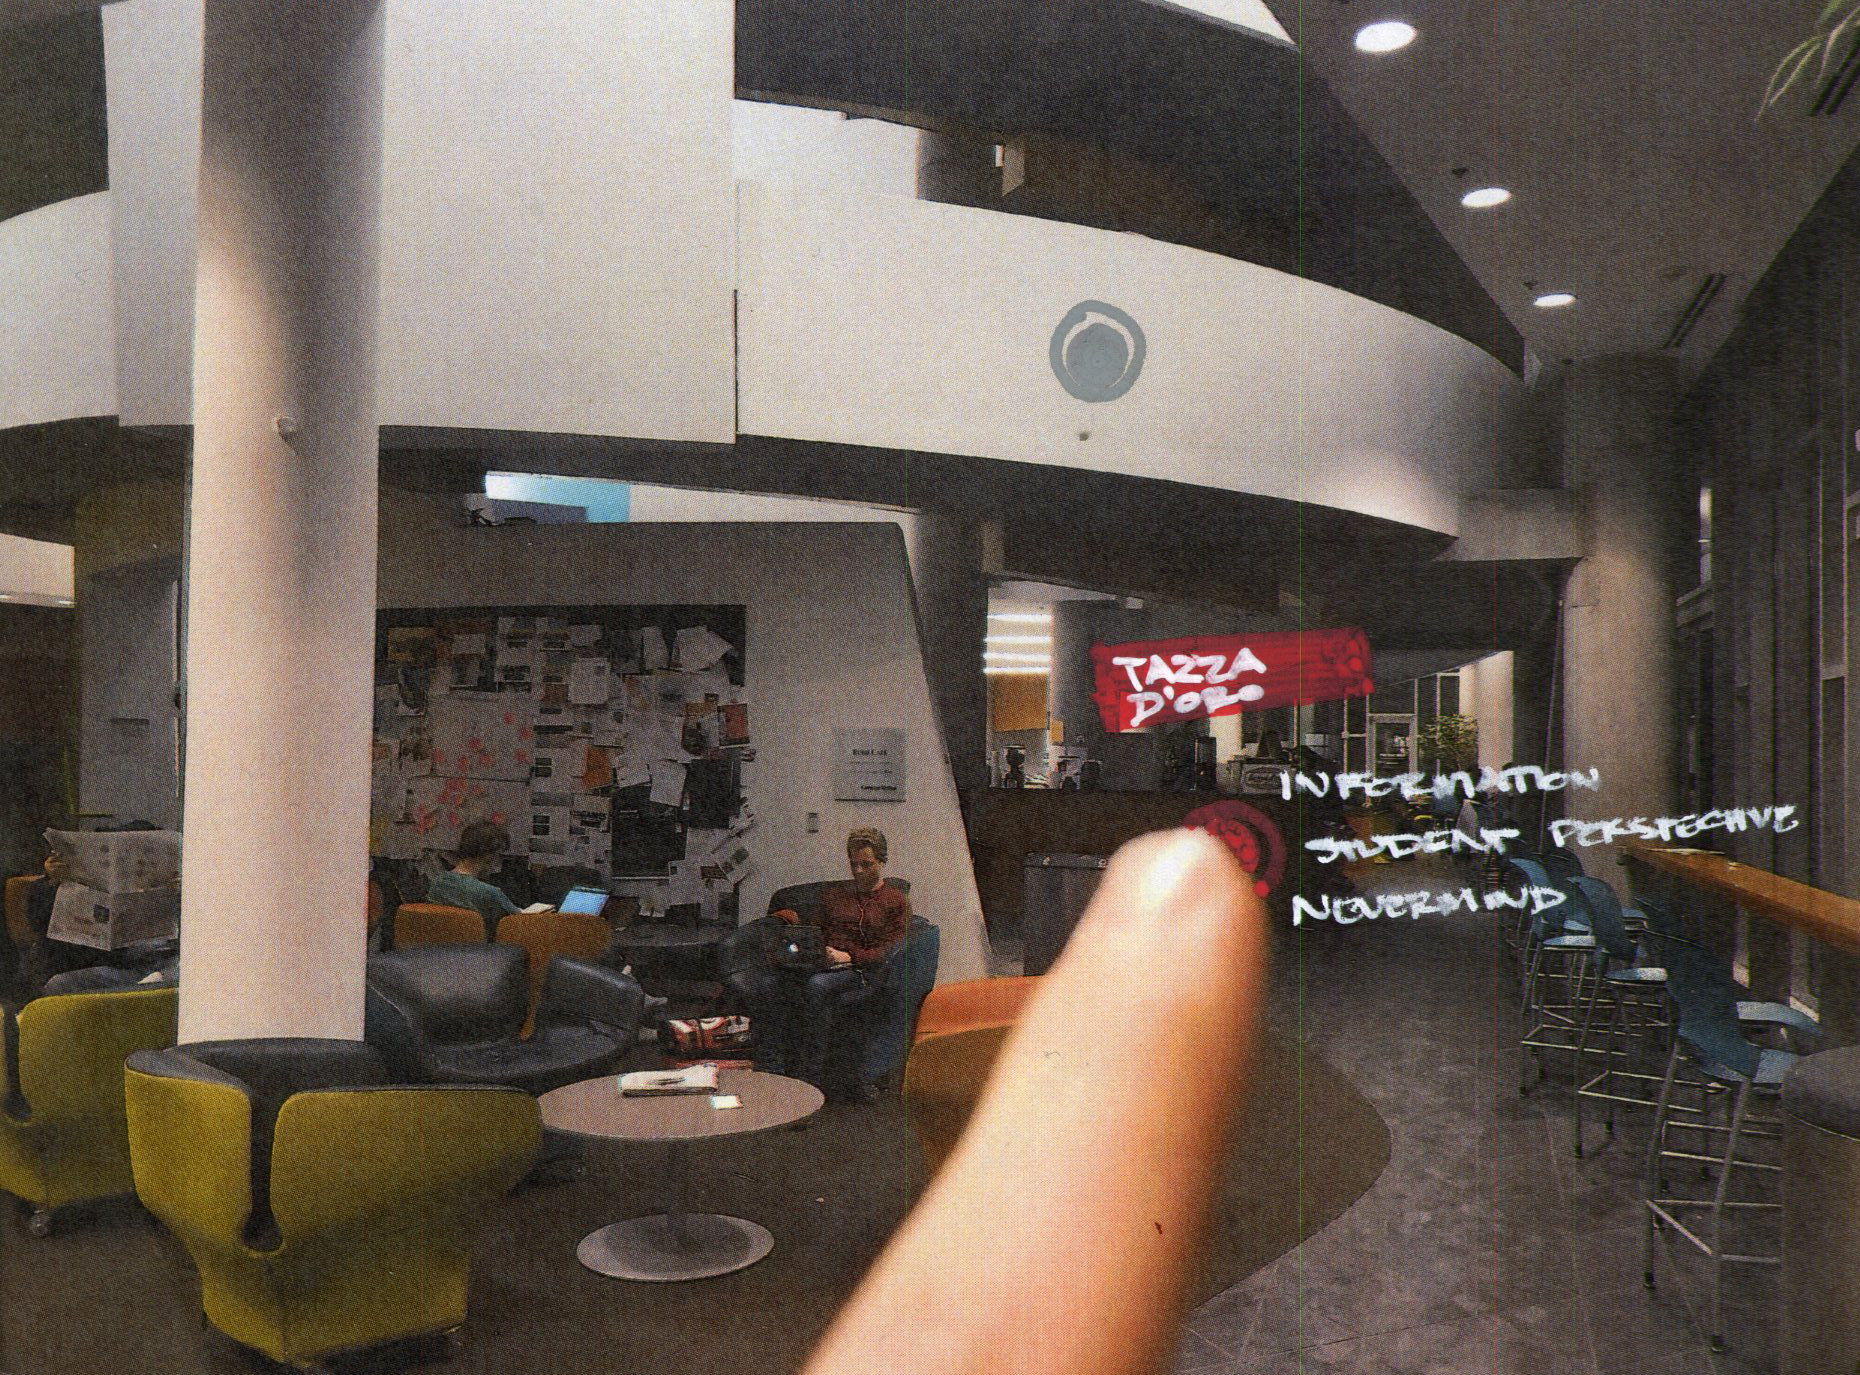 TAZZA
D'ORO
INFORMATION
STUDENT PERSPECTIVE
NEVERMIND